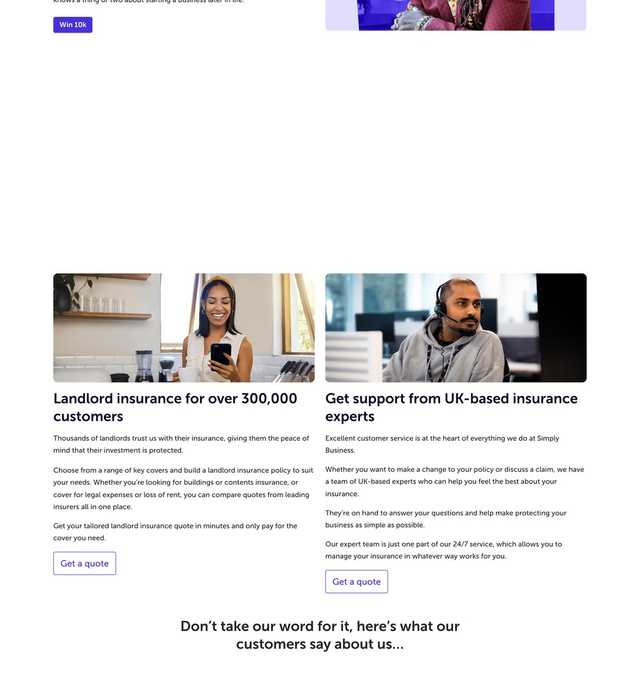 knows a thing or two about starting a business later in life.
Win 10k
Landlord insurance for over 300,000
customers
Thousands of landlords trust us with their insurance, giving them the peace of
mind that their investment is protected.
Choose from a range of key covers and build a landlord insurance policy to suit
your needs. Whether you're looking for buildings or contents insurance, or
cover for legal expenses or loss of rent, you can compare quotes from leading
insurers all in one place.
Get your tailored landlord insurance quote in minutes and only pay for the
cover you need.
Get a quote
Get support from UK-based insurance
experts
Excellent customer service is at the heart of everything we do at Simply
Business.
Whether you want to make a change to your policy or discuss a claim, we have
a team of UK-based experts who can help you feel the best about your
insurance.
They're on hand to answer your questions and help make protecting your
business as simple as possible.
Our expert team is just one part of our 24/7 service, which allows you to
manage your insurance in whatever way works for you.
Get a quote
Don't take our word for it, here's what our
customers say about us...